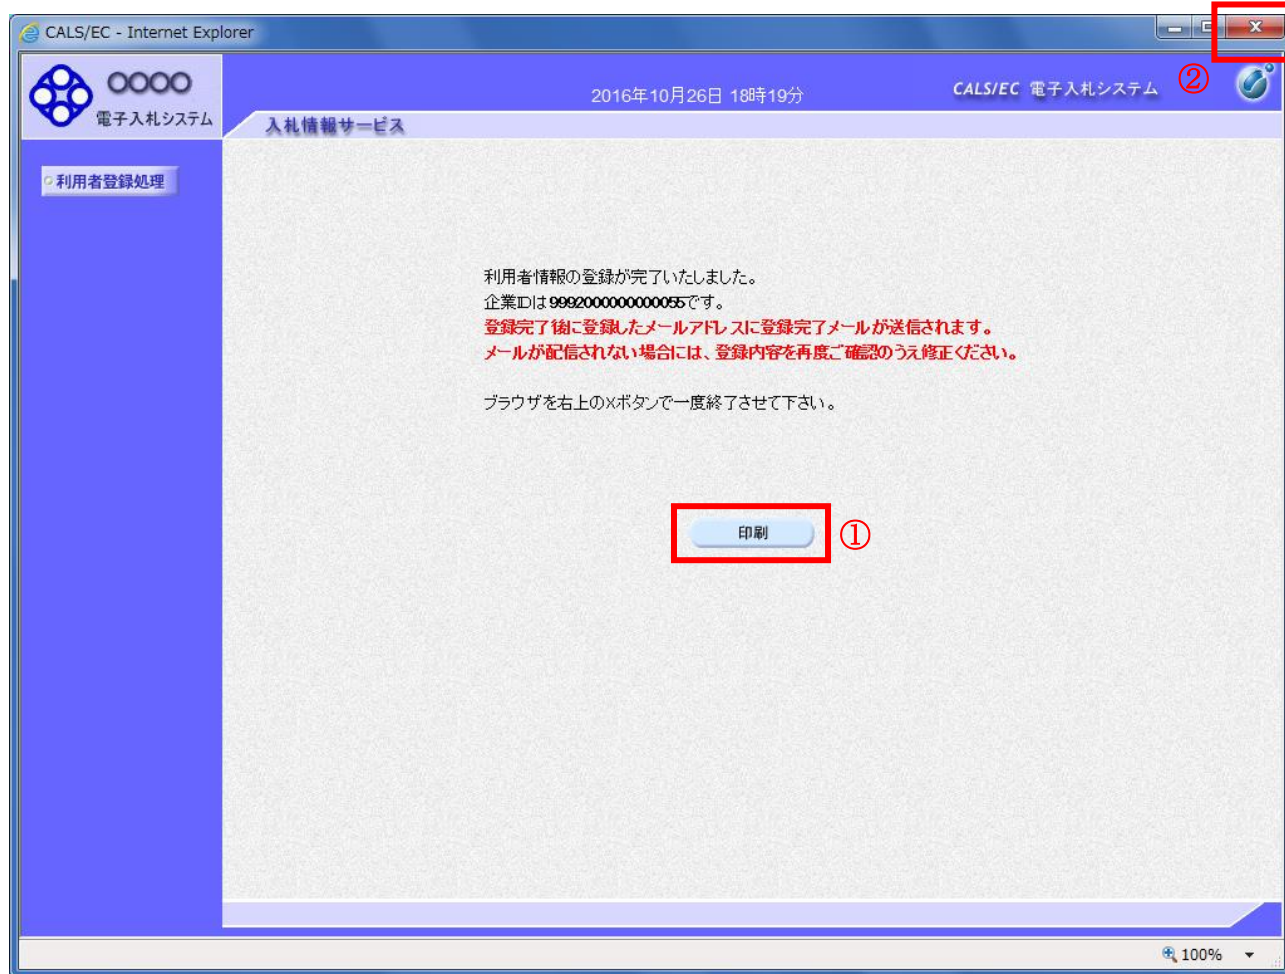 CALS/EC - Internet Explorer
②
〇〇〇〇
電子入札システム
2016年10月26日 18時19分
CALS/EC 電子入札システム
入札情報サービス
利用者登録処理
利用者情報の登録が完了いたしました。
企業IDは9992000000000055です。
登録完了後に登録したメールアドレスに登録完了メールが送信されます。
メールが配信されない場合には、登録内容を再度ご確認のうえ修正ください。
ブラウザを右上の×ボタンで一度終了させて下さい。
印刷
①
100%